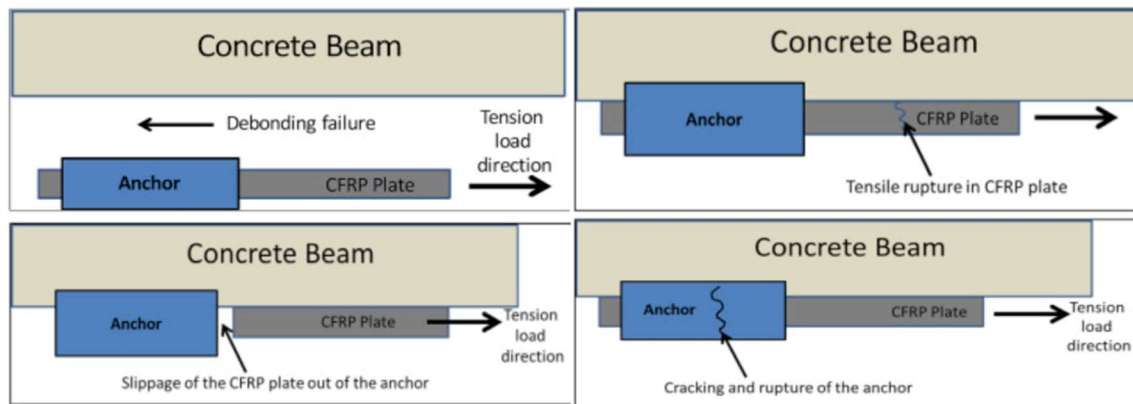 Concrete Beam
Debonding failure
Tension
load
direction
Anchor
CFRP Plate
Concrete Beam
Anchor
CFRP Plate
Tensile rupture in CFRP plate
Concrete Beam
Anchor
CFRP Plate
Tension
load
direction
Slippage of the CFRP plate out of the anchor
Concrete Beam
Anchor
CFRP Plate
Tension
load
direction
Cracking and rupture of the anchor